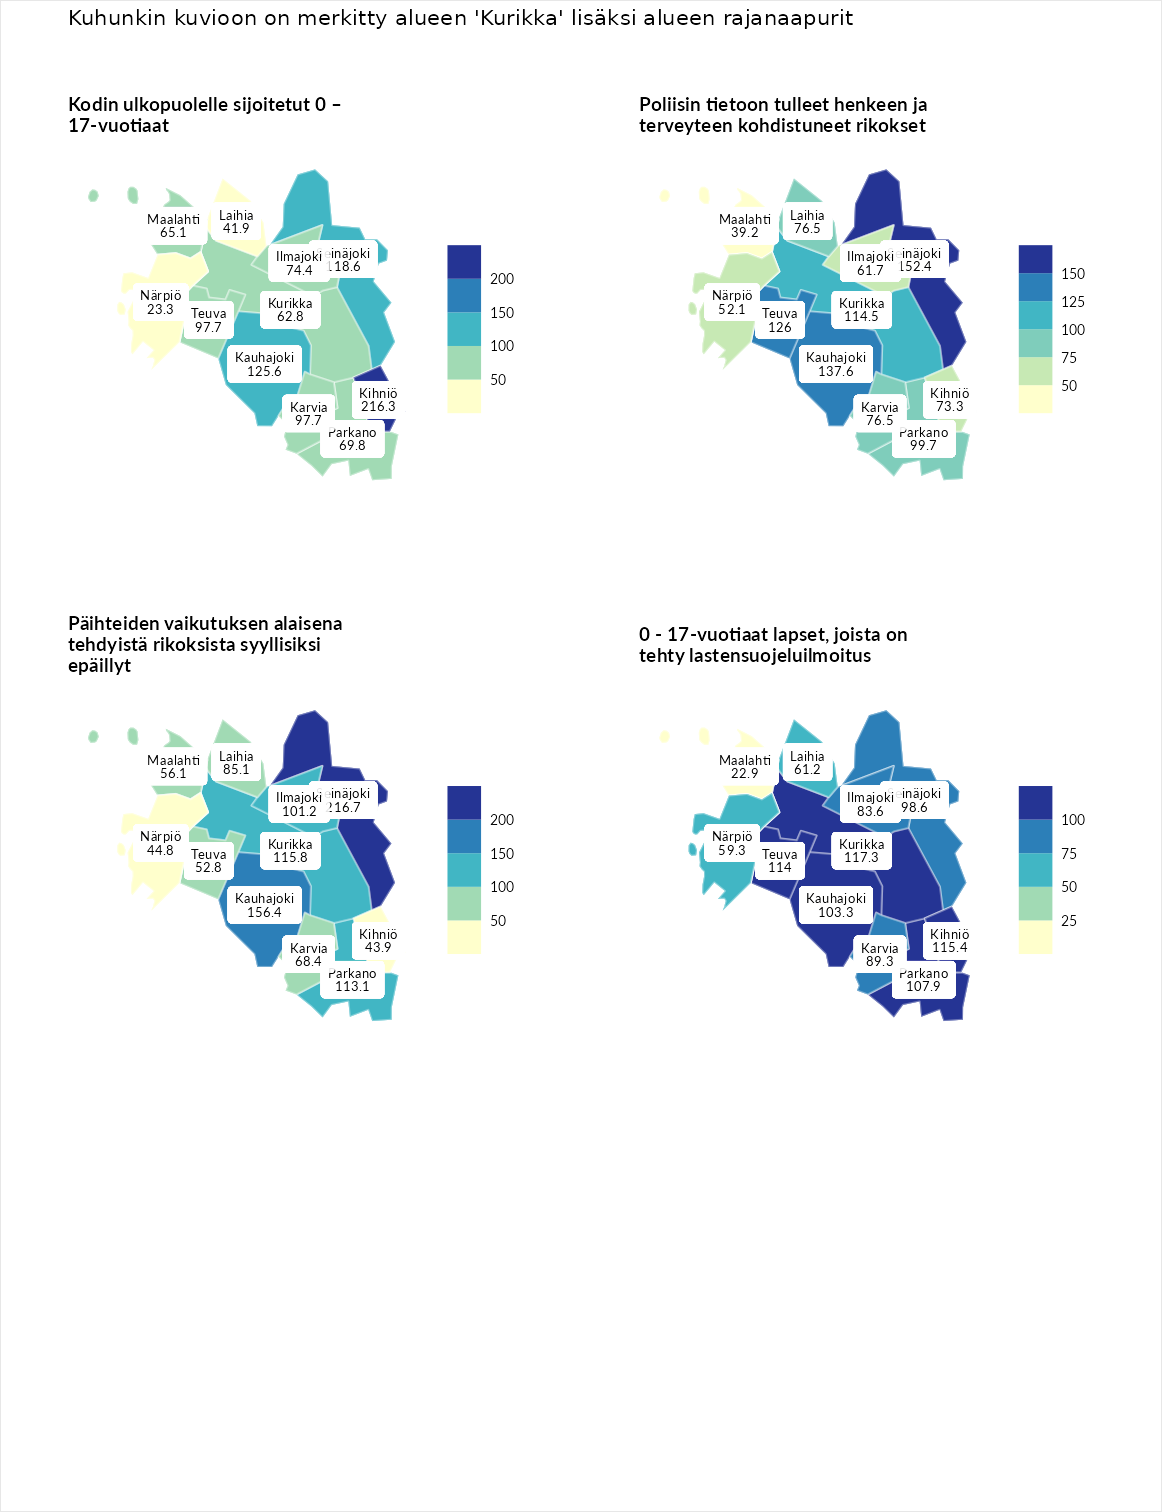 Kuhunkin kuvioon on merkitty alueen 'Kurikka' lisäksi alueen rajanaapurit
Kodin ulkopuolelle sijoitetut 0 –
17-vuotiaat
Maalahti
65.1
Laihia
41.9
Ilmajoki
74.4
einäjoki
118.6
Närpiö
23.3
Teuva
97.7
Kurikka
62.8
Kauhajoki
125.6
Karvia
97.7
Kihniö
216.3
Parkano
69.8
200
150
100
50
Poliisin tietoon tulleet henkeen ja
terveyteen kohdistuneet rikokset
Maalahti
39.2
Laihia
76.5
Ilmajoki
61.7
einäjoki
152.4
Närpiö
52.1
Teuva
126
Kurikka
114.5
Kauhajoki
137.6
Karvia
76.5
Kihniö
73.3
Parkano
99.7
150
125
100
75
50
Päihteiden vaikutuksen alaisena
tehdyistä rikoksista syyllisiksi
epäillyt
Maalahti
56.1
Laihia
85.1
Ilmajoki
101.2
einäjoki
216.7
Närpiö
44.8
Teuva
52.8
Kurikka
115.8
Kauhajoki
156.4
Karvia
68.4
Kihniö
43.9
Parkano
113.1
200
150
100
50
0 - 17-vuotiaat lapset, joista on
tehty lastensuojeluilmoitus
Maalahti
22.9
Laihia
61.2
Ilmajoki
83.6
einäjoki
98.6
Närpiö
59.3
Teuva
114
Kurikka
117.3
Kauhajoki
103.3
Karvia
89.3
Kihniö
115.4
Parkano
107.9
100
75
50
25